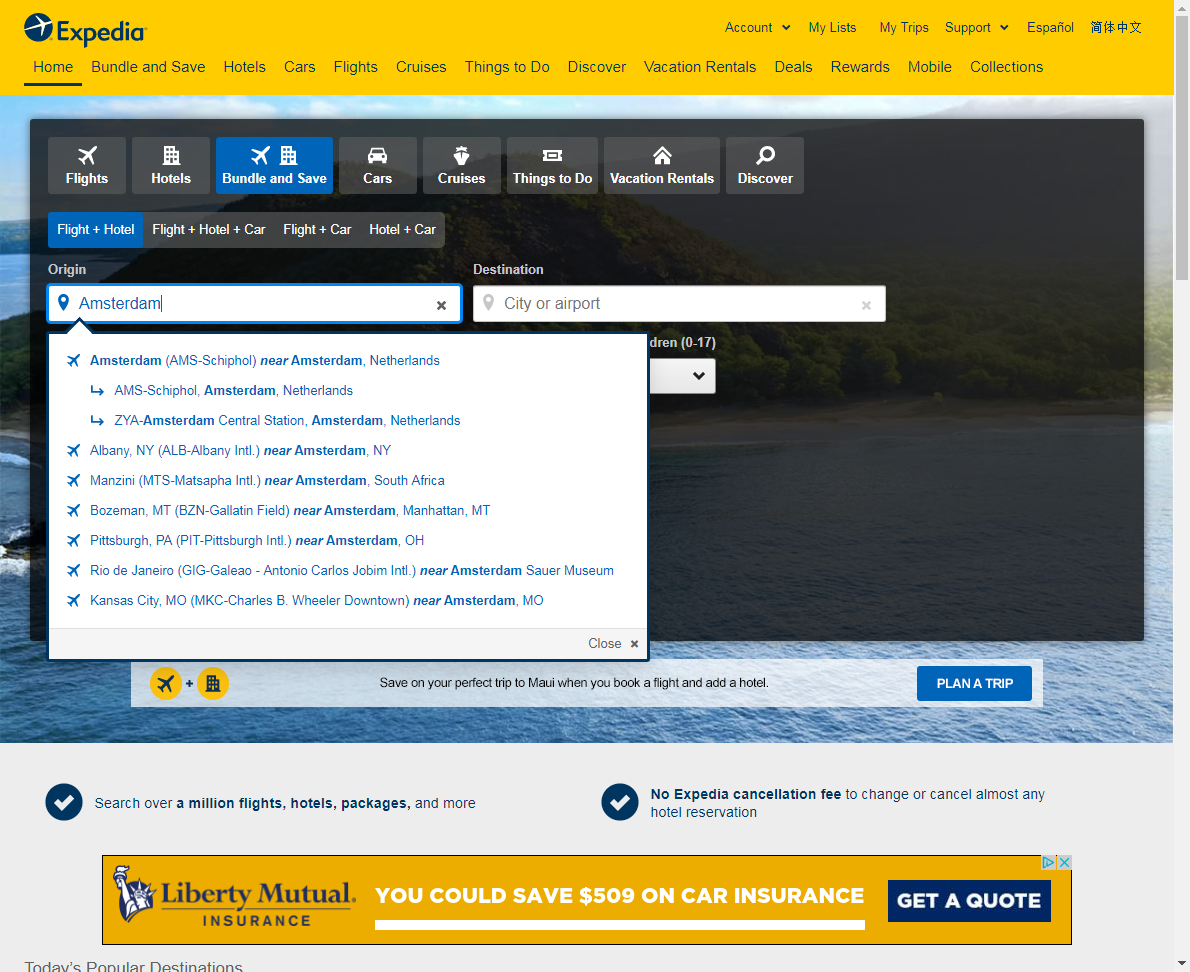 Expedia
Account
My Lists
My Trips
Support
Español
简体中文
Home
Bundle and Save
Hotels
Cars
Flights
Cruises
Things to Do
Discover
Vacation Rentals
Deals
Rewards
Mobile
Collections
Flights
Hotels
Bundle and Save
Cars
Cruises
Things to Do
Vacation Rentals
Discover
Flight + Hotel
Flight + Hotel + Car
Flight + Car
Hotel + Car
Origin
Destination
Amsterdam
City or airport
dren (0-17)
Amsterdam (AMS-Schiphol) near Amsterdam, Netherlands
AMS-Schiphol, Amsterdam, Netherlands
ZYA-Amsterdam Central Station, Amsterdam, Netherlands
Albany, NY (ALB-Albany Intl.) near Amsterdam, NY
Manzini (MTS-Matsapha Intl.) near Amsterdam, South Africa
Bozeman, MT (BZN-Gallatin Field) near Amsterdam, Manhattan, MT
Pittsburgh, PA (PIT-Pittsburgh Intl.) near Amsterdam, OH
Rio de Janeiro (GIG-Galeao - Antonio Carlos Jobim Intl.) near Amsterdam Sauer Museum
Kansas City, MO (MKC-Charles B. Wheeler Downtown) near Amsterdam, MO
Close
+
Save on your perfect trip to Maui when you book a flight and add a hotel.
PLAN A TRIP
Search over a million flights, hotels, packages, and more
No Expedia cancellation fee to change or cancel almost any
hotel reservation
Liberty Mutual.
INSURANCE
YOU COULD SAVE $509 ON CAR INSURANCE
GET A QUOTE
Today's Popular Destinations